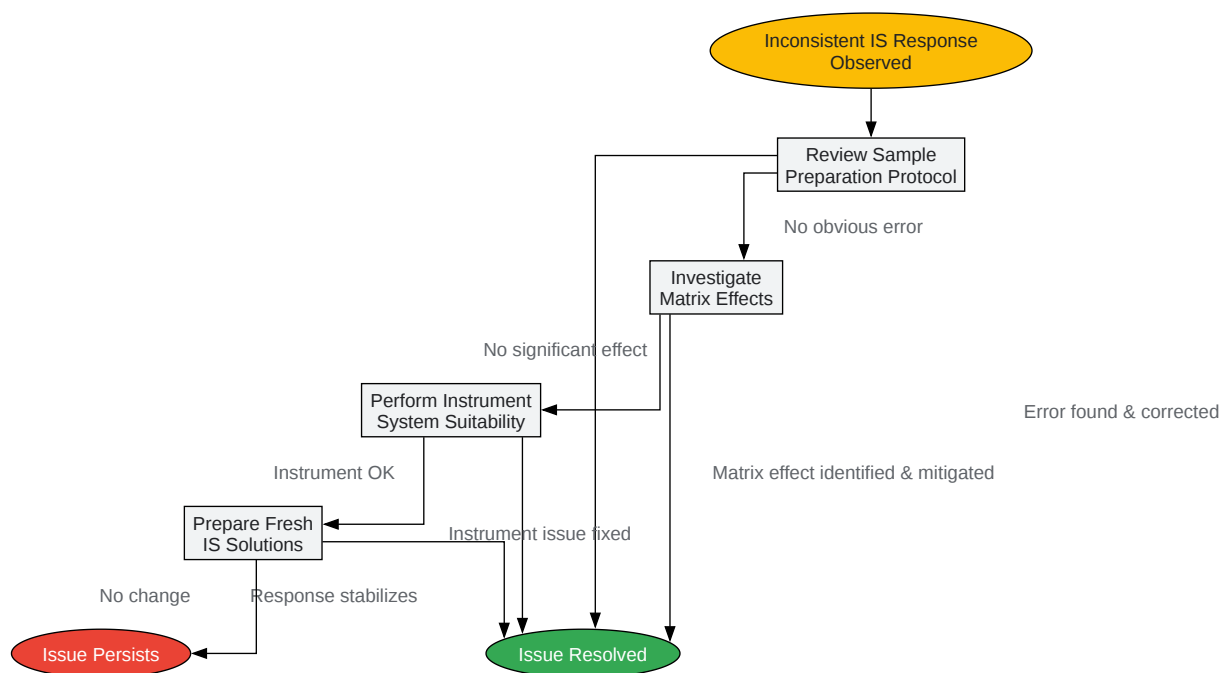 Inconsistent IS Response
Observed
Review Sample
Preparation Protocol
No obvious error
Investigate
Matrix Effects
No significant effect
Perform Instrument
System Suitability
Error found & corrected
Instrument OK
Matrix effect identified & mitigated
Prepare Fresh
IS Solutions
Instrument issue fixed
No change
Response stabilizes
Issue Persists
Issue Resolved